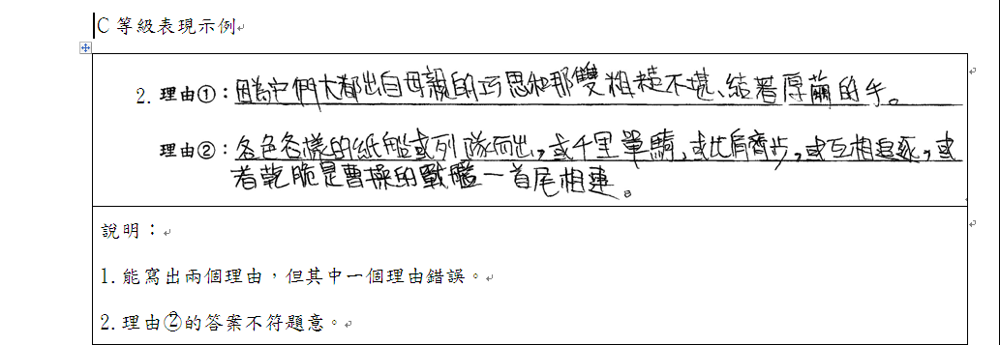 C 等級表現示例
2. 理由①：因為它們大都出自母親的巧思和那雙粗糙不堪、結著厚繭的手。
理由②：各色各樣的紙船或列隊而出，或千里單騎，或比肩齊步，或互相追逐，或
者乾脆是曹操的戰艦－首尾相連。
說明：
1. 能寫出兩個理由，但其中一個理由錯誤。
2. 理由②的答案不符題意。